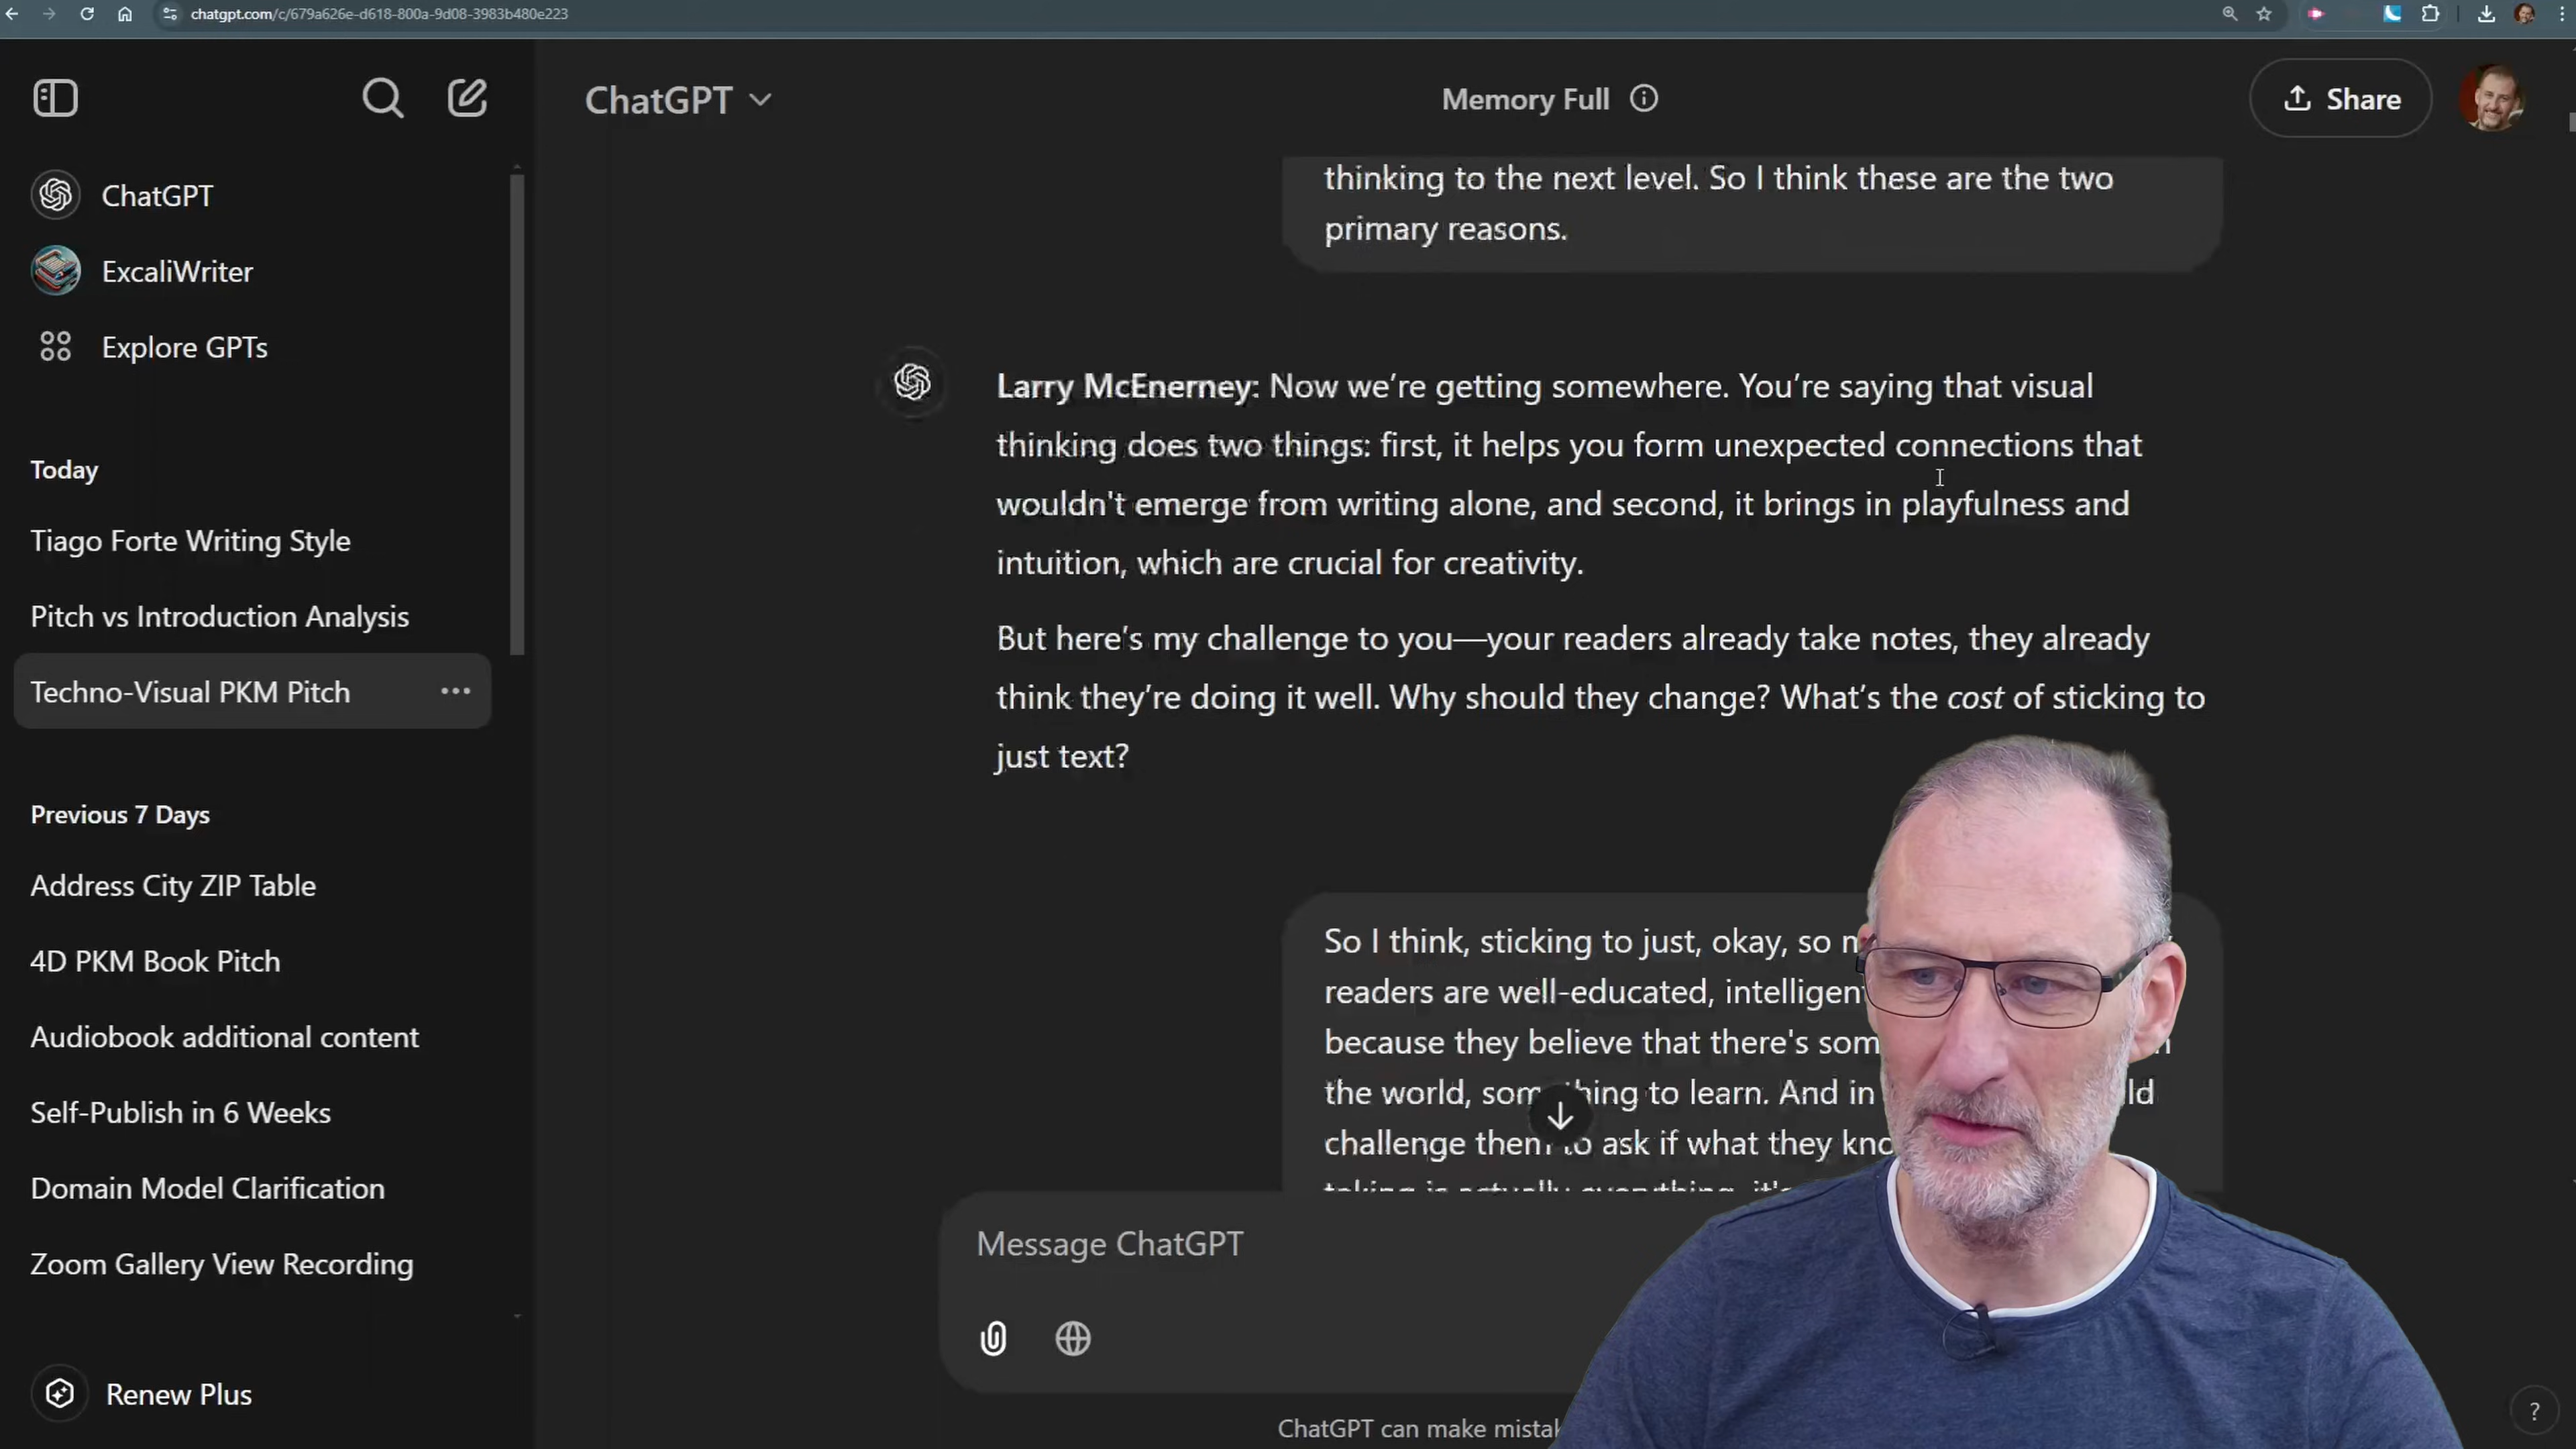 chatgpt.com/c/679a626e-d618-800a-9d08-3983b480e223
ChatGPT
Memory Full
Share
ChatGPT
ExcaliWriter
Explore GPTs
Today
Tiago Forte Writing Style
Pitch vs Introduction Analysis
Techno-Visual PKM Pitch
Previous 7 Days
Address City ZIP Table
4D PKM Book Pitch
Audiobook additional content
Self-Publish in 6 Weeks
Domain Model Clarification
Zoom Gallery View Recording
Renew Plus
thinking to the next level. So I think these are the two
primary reasons.
Larry McEnerney: Now we’re getting somewhere. You’re saying that visual
thinking does two things: first, it helps you form unexpected connections that
wouldn't emerge from writing alone, and second, it brings in playfulness and
intuition, which are crucial for creativity.
But here’s my challenge to you—your readers already take notes, they already
think they’re doing it well. Why should they change? What’s the cost of sticking to
just text?
So I think, sticking to just, okay, so
readers are well-educated,
because they believe that there's
the world, something to learn. And in
challenge them to ask if what they
Message ChatGPT
ChatGPT can make
?